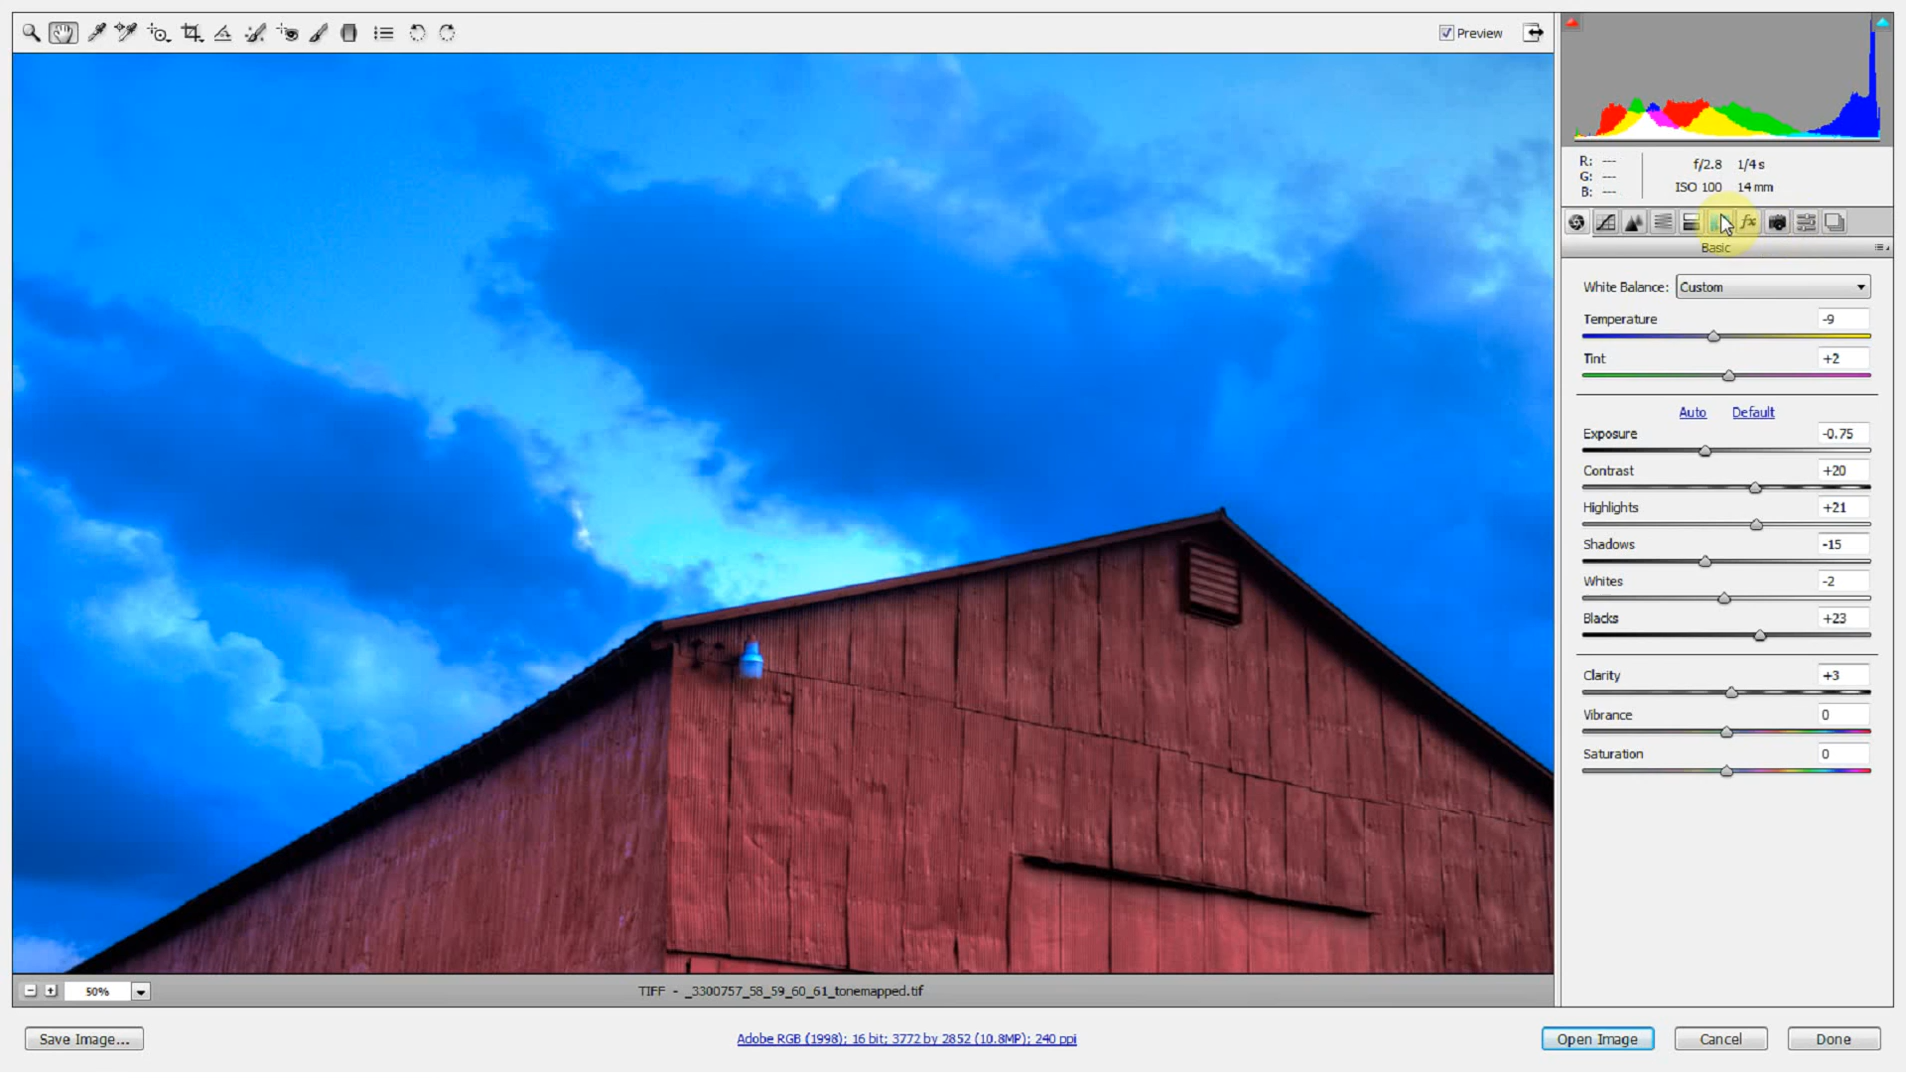 Preview
R: ---
G: ---
B: ---
f/2.8 1/4 s
ISO 100 14 mm
fx
Basic
White Balance: Custom
Temperature -9
Tint +2
Auto Default
Exposure -0.75
Contrast +20
Highlights +21
Shadows -15
Whites -2
Blacks +23
Clarity +3
Vibrance 0
Saturation 0
50%
TIFF - _3300757_58_59_60_61_tonemapped.tif
Save Image...
Adobe RGB (1998); 16 bit; 3772 by 2852 (10.8MP); 240 ppi
Open Image
Cancel
Done